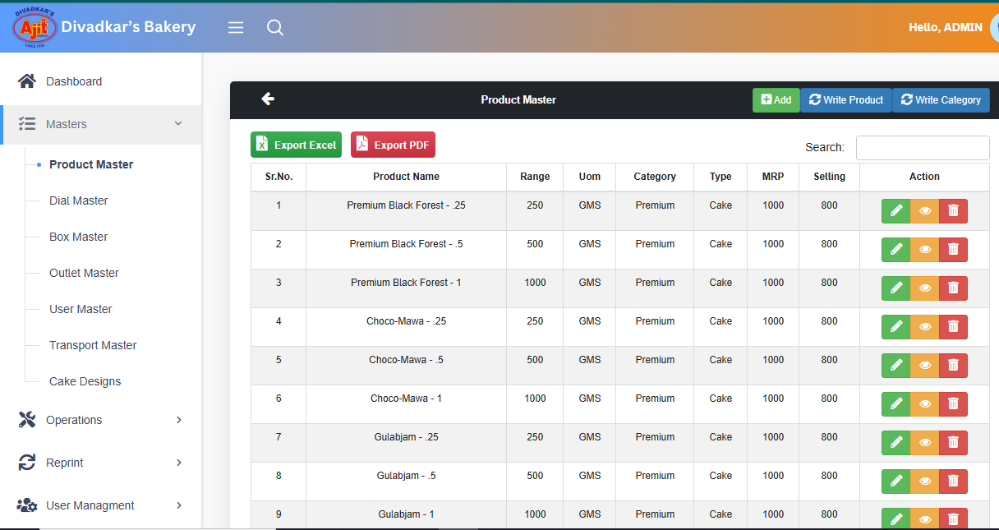 DIVADKAR'S
Ajit
SINCE 1938
Divadkar's Bakery
Hello, ADMIN
Dashboard
Masters
Product Master
Dial Master
Box Master
Outlet Master
User Master
Transport Master
Cake Designs
Operations
Reprint
User Managment
Product Master
Add
Write Product
Write Category
Export Excel
Export PDF
Search:
Sr.No. Product Name Range Uom Category Type MRP Selling Action
1 Premium Black Forest - .25 250 GMS Premium Cake 1000 800
2 Premium Black Forest - .5 500 GMS Premium Cake 1000 800
3 Premium Black Forest - 1 1000 GMS Premium Cake 1000 800
4 Choco-Mawa - .25 250 GMS Premium Cake 1000 800
5 Choco-Mawa - .5 500 GMS Premium Cake 1000 800
6 Choco-Mawa - 1 1000 GMS Premium Cake 1000 800
7 Gulabjam - .25 250 GMS Premium Cake 1000 800
8 Gulabjam - .5 500 GMS Premium Cake 1000 800
9 Gulabjam - 1 1000 GMS Premium Cake 1000 800